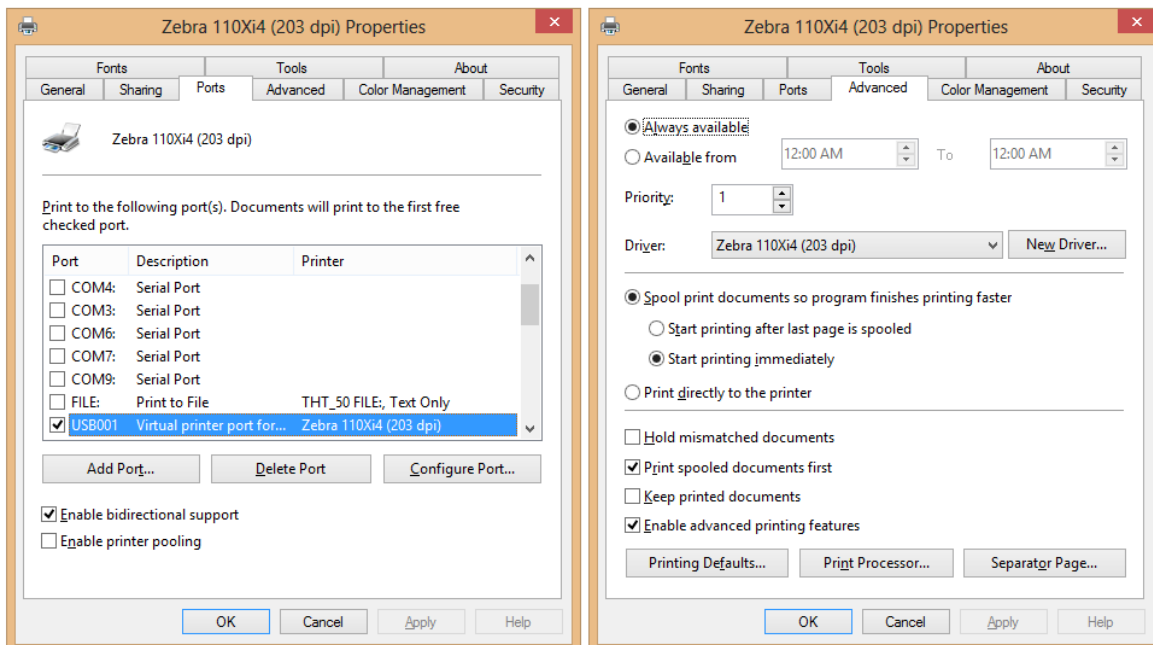 Zebra 110Xi4 (203 dpi) Properties
Fonts Tools About
General Sharing Ports Advanced Color Management Security
Zebra 110Xi4 (203 dpi)
Print to the following port(s). Documents will print to the first free
checked port.
Port Description Printer
COM4: Serial Port
COM3: Serial Port
COM6: Serial Port
COM7: Serial Port
COM9: Serial Port
FILE: Print to File THT_50 FILE:, Text Only
USB001 Virtual printer port for... Zebra 110Xi4 (203 dpi)
Add Port... Delete Port Configure Port...
Enable bidirectional support
Enable printer pooling
OK Cancel Apply Help
Zebra 110Xi4 (203 dpi) Properties
Fonts Tools About
General Sharing Ports Advanced Color Management Security
Always available
Available from 12:00 AM To 12:00 AM
Priority: 1
Driver: Zebra 110Xi4 (203 dpi) New Driver...
Spool print documents so program finishes printing faster
Start printing after last page is spooled
Start printing immediately
Print directly to the printer
Hold mismatched documents
Print spooled documents first
Keep printed documents
Enable advanced printing features
Printing Defaults... Print Processor... Separator Page...
OK Cancel Apply Help